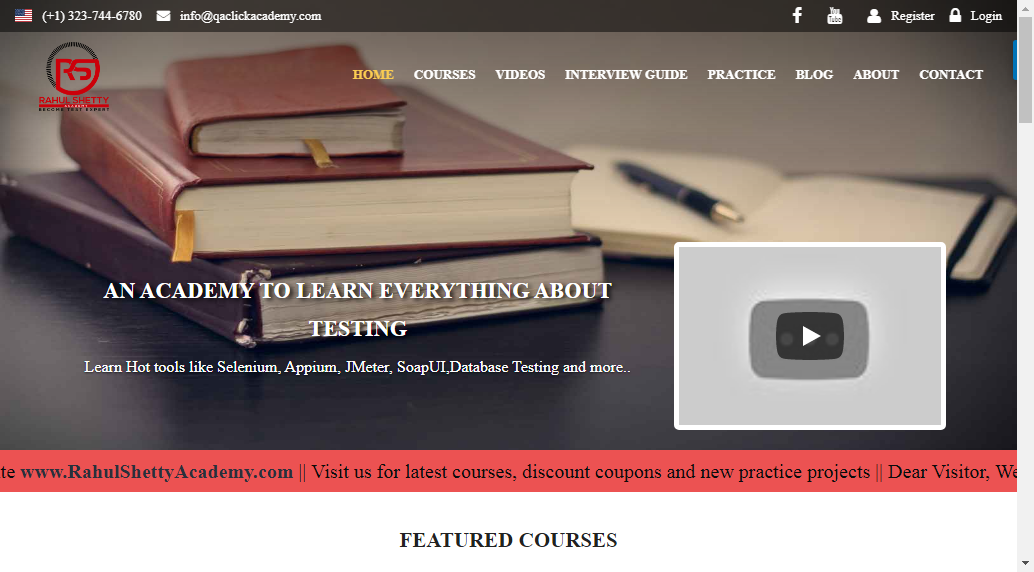 (+1) 323-744-6780 info@qaclickacademy.com You Tube Register Login
RS
RAHUL SHETTY
HOME COURSES VIDEOS INTERVIEW GUIDE PRACTICE BLOG ABOUT CONTACT
AN ACADEMY TO LEARN EVERYTHING ABOUT
TESTING
Learn Hot tools like Selenium, Appium, JMeter, SoapUI,Database Testing and more..
te www.RahulShettyAcademy.com || Visit us for latest courses, discount coupons and new practice projects || Dear Visitor, We
FEATURED COURSES